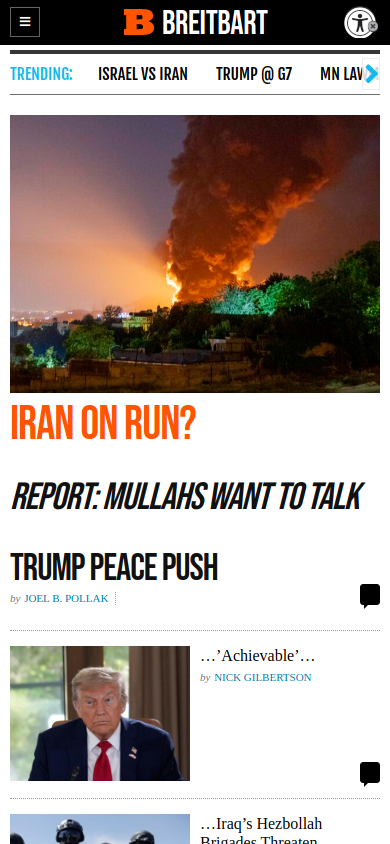 B BREITBART
TRENDING: ISRAEL VS IRAN TRUMP @ G7 MN LAW
IRAN ON RUN?
REPORT: MULLAHS WANT TO TALK
TRUMP PEACE PUSH
by JOEL B. POLLAK
…’Achievable’…
by NICK GILBERTSON
…Iraq’s Hezbollah
Brigades Threaten